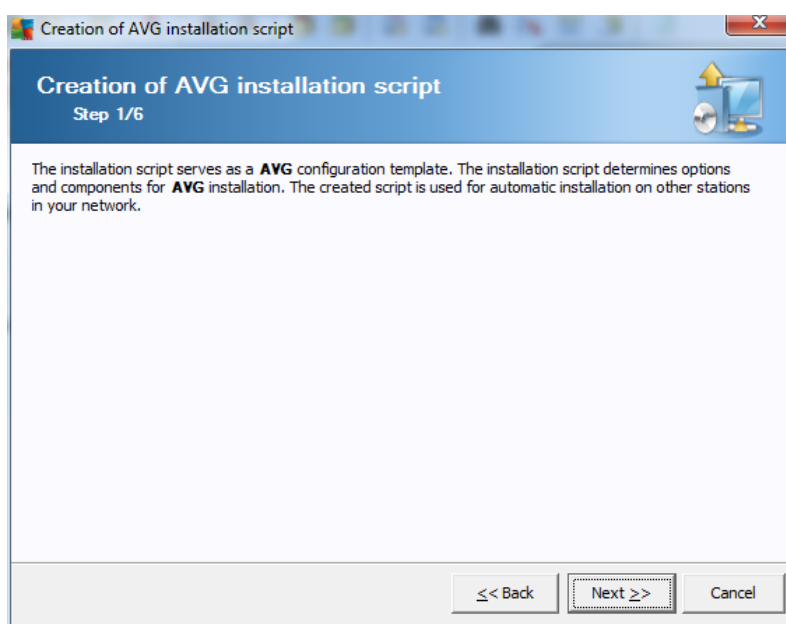 Creation of AVG installation script
Creation of AVG installation script
Step 1/6
The installation script serves as a AVG configuration template. The installation script determines options
and components for AVG installation. The created script is used for automatic installation on other stations
in your network.
<< Back
Next >>
Cancel